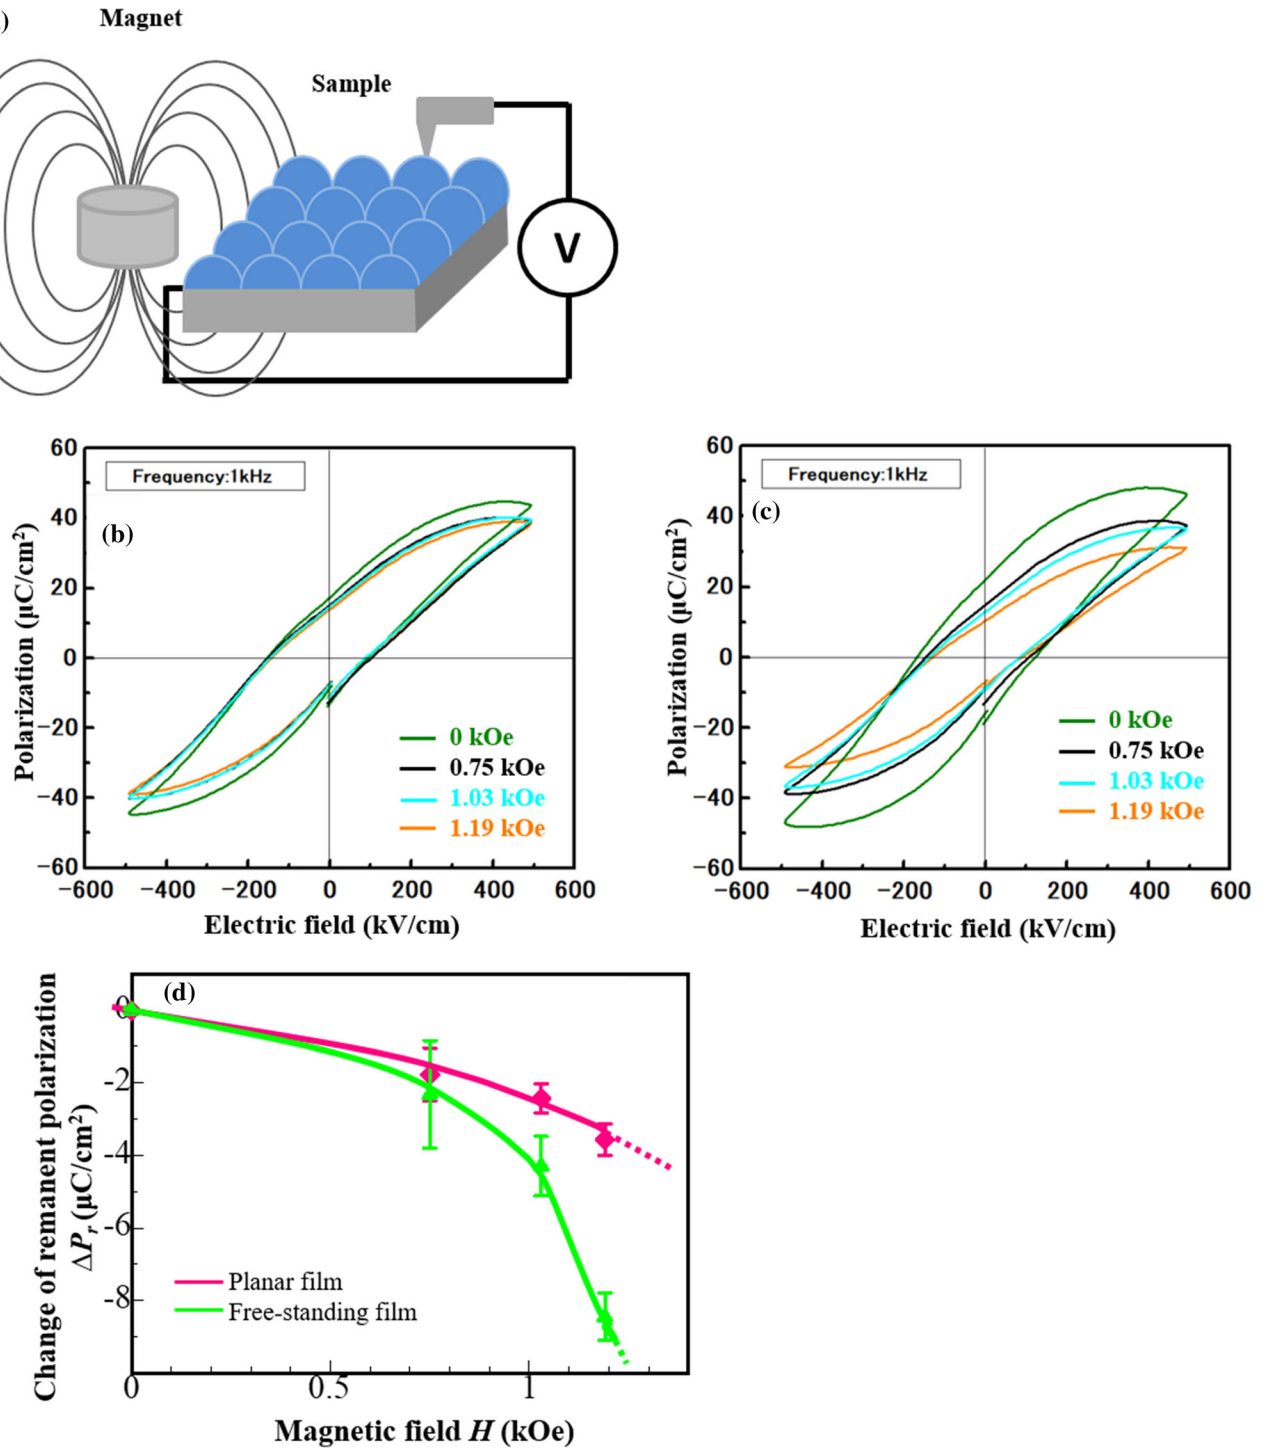 )
Magnet
Sample
V
60
40
20
0
−20
−40
−60
Polarization (μC/cm²)
Frequency:1kHz
(b)
0 kOe
0.75 kOe
1.03 kOe
1.19 kOe
−600 −400 −200 0 200 400 600
Electric field (kV/cm)
60
40
20
0
−20
−40
−60
Polarization (μC/cm²)
Frequency:1kHz
(c)
0 kOe
0.75 kOe
1.03 kOe
1.19 kOe
−600 −400 −200 0 200 400 600
Electric field (kV/cm)
Change of remanent polarization
ΔPr (μC/cm²)
(d)
0
-2
-4
-6
-8
Planar film
Free-standing film
0 0.5 1
Magnetic field H (kOe)